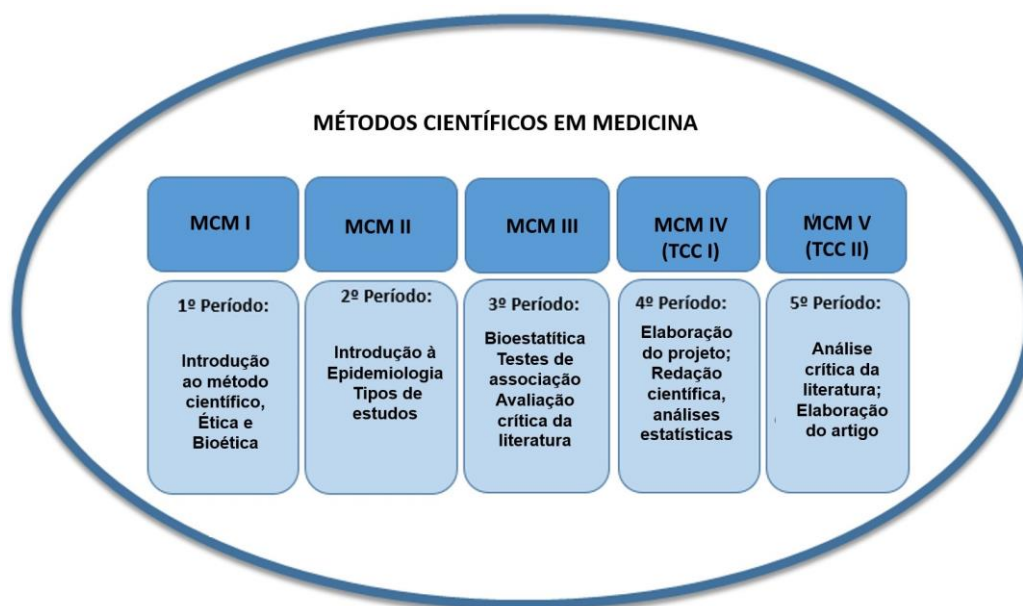 MÉTODOS CIENTÍFICOS EM MEDICINA
MCM I
1º Período:
Introdução
ao método
científico,
Ética e
Bioética
MCM II
2º Período:
Introdução à
Epidemiologia
Tipos de
estudos
MCM III
3º Período:
Bioestatítica
Testes de
associação
Avaliação
crítica da
literatura
MCM IV
(TCC I)
4º Período:
Elaboração
do projeto;
Redação
científica,
análises
estatísticas
MCM V
(TCC II)
5º Período:
Análise
crítica da
literatura;
Elaboração
do artigo